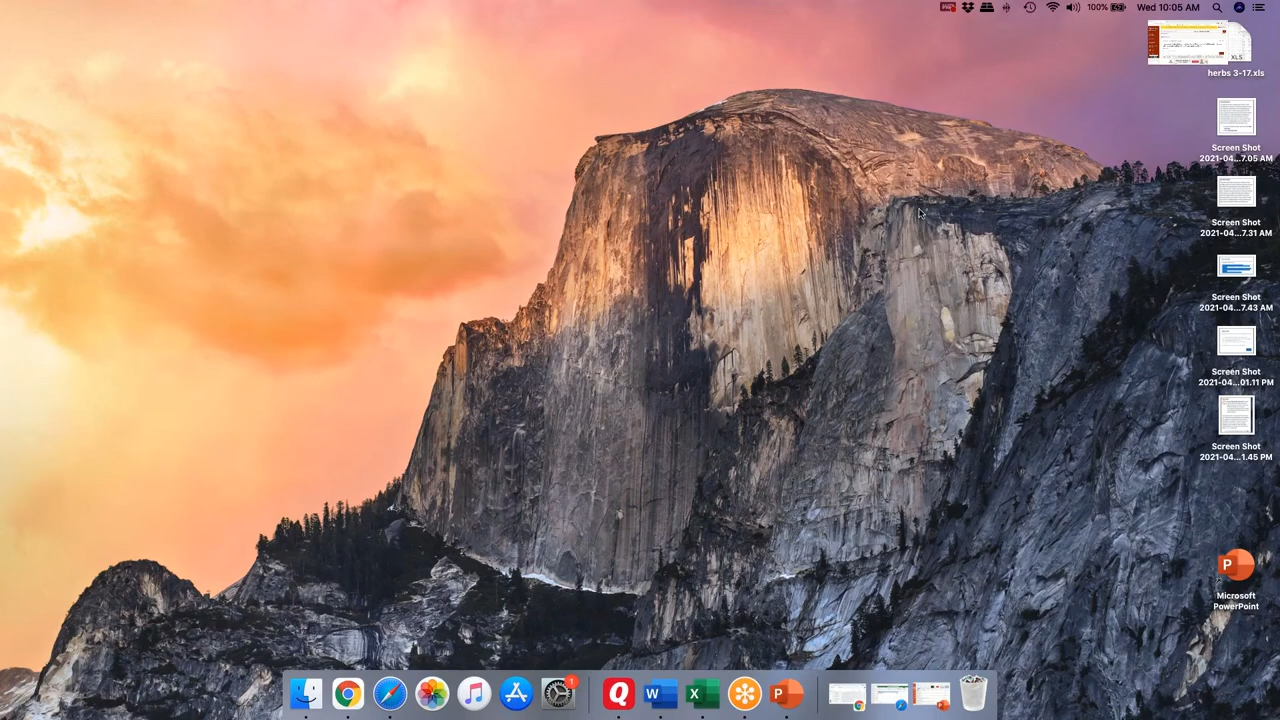 100%
Wed 10:05 AM
XLS
herbs 3-17.xls
Screen Shot
2021-04...7.05 AM
Screen Shot
2021-04...7.31 AM
Screen Shot
2021-04...7.43 AM
Screen Shot
2021-04...01.11 PM
Screen Shot
2021-04...1.45 PM
P
Microsoft
PowerPoint
1
Q
W
X
P